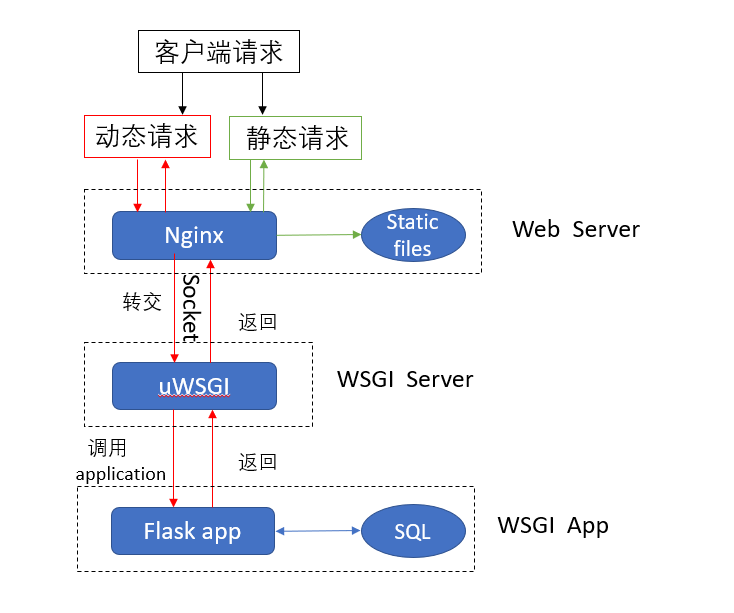 客户端请求
动态请求
静态请求
Nginx
Static
files
Web Server
转交
Socket
返回
uWSGI
WSGI Server
调用
application
返回
Flask app
SQL
WSGI App